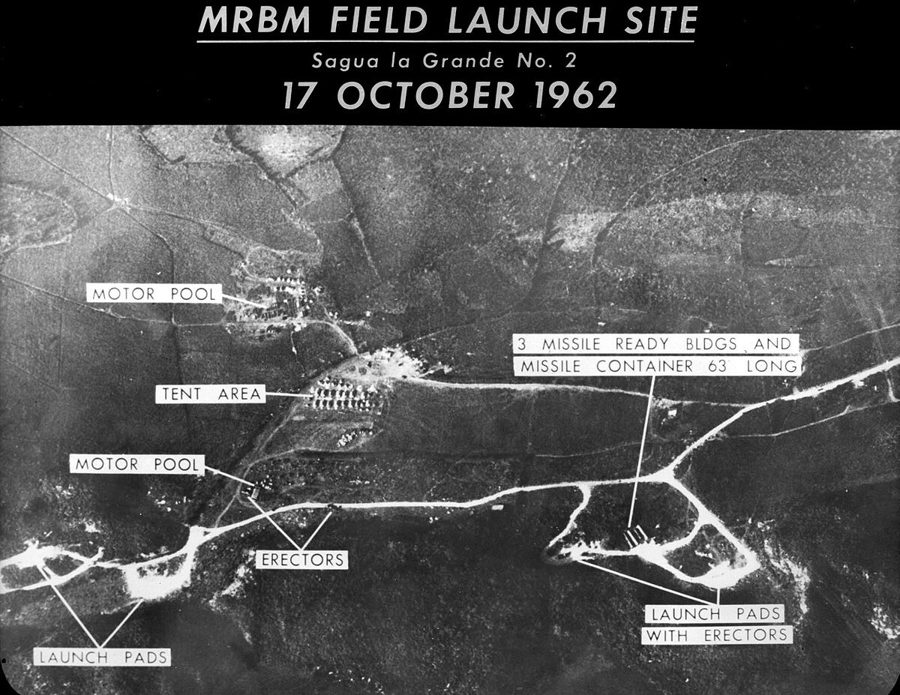 MRBM FIELD LAUNCH SITE
Sagua la Grande No. 2
17 OCTOBER 1962
MOTOR POOL
3 MISSILE READY BLDGS AND
MISSILE CONTAINER 63 LONG
TENT AREA
MOTOR POOL
ERECTORS
LAUNCH PADS
WITH ERECTORS
LAUNCH PADS